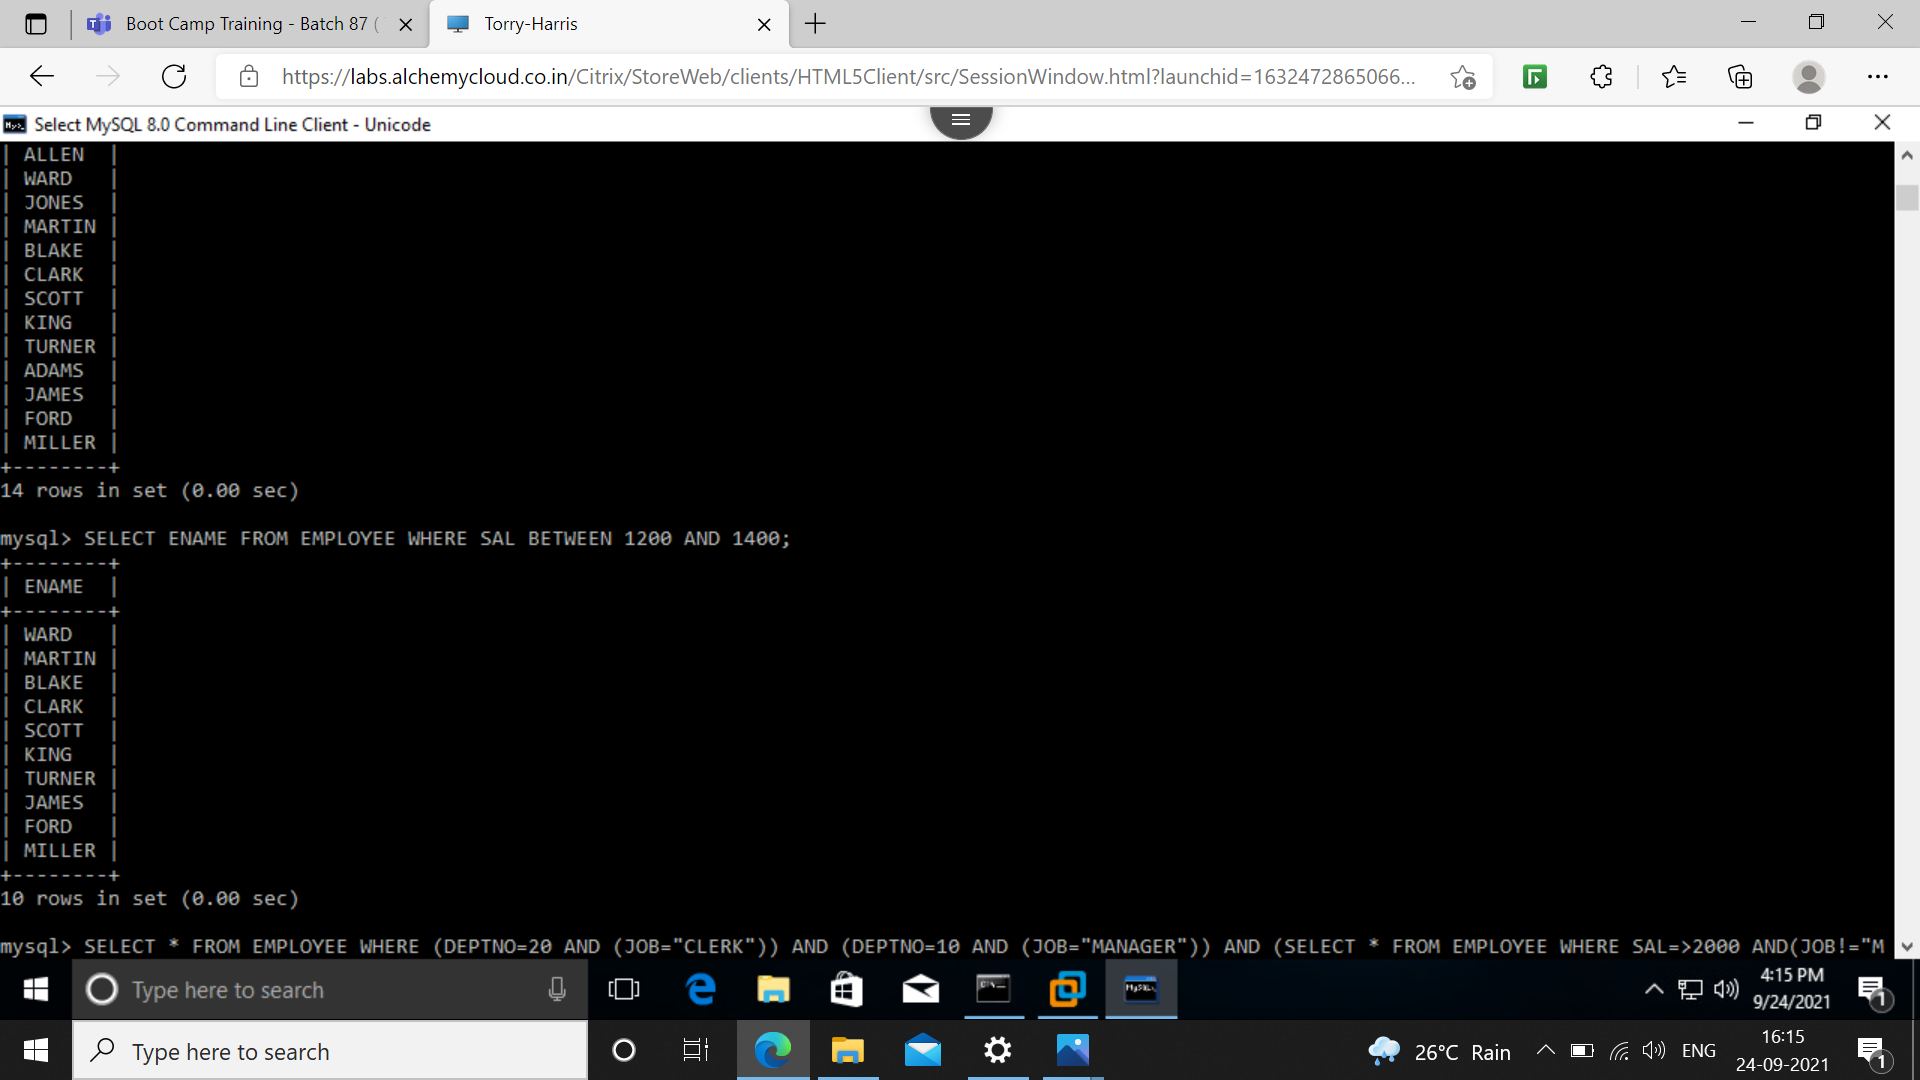 Boot Camp Training - Batch 87 (
Torry-Harris
https://labs.alchemycloud.co.in/Citrix/StoreWeb/clients/HTML5Client/src/SessionWindow.html?launchid=1632472865066...
Select MySQL 8.0 Command Line Client - Unicode
| ALLEN  |
| WARD   |
| JONES  |
| MARTIN |
| BLAKE  |
| CLARK  |
| SCOTT  |
| KING   |
| TURNER |
| ADAMS  |
| JAMES  |
| FORD   |
| MILLER |
+--------+
14 rows in set (0.00 sec)
mysql> SELECT ENAME FROM EMPLOYEE WHERE SAL BETWEEN 1200 AND 1400;
+--------+
| ENAME  |
+--------+
| WARD   |
| MARTIN |
| BLAKE  |
| CLARK  |
| SCOTT  |
| KING   |
| TURNER |
| JAMES  |
| FORD   |
| MILLER |
+--------+
10 rows in set (0.00 sec)
mysql> SELECT * FROM EMPLOYEE WHERE (DEPTNO=20 AND (JOB="CLERK")) AND (DEPTNO=10 AND (JOB="MANAGER")) AND (SELECT * FROM EMPLOYEE WHERE SAL=>2000 AND(JOB!="M
Type here to search
4:15 PM
9/24/2021
1
Type here to search
26°C Rain
ENG
16:15
24-09-2021
1